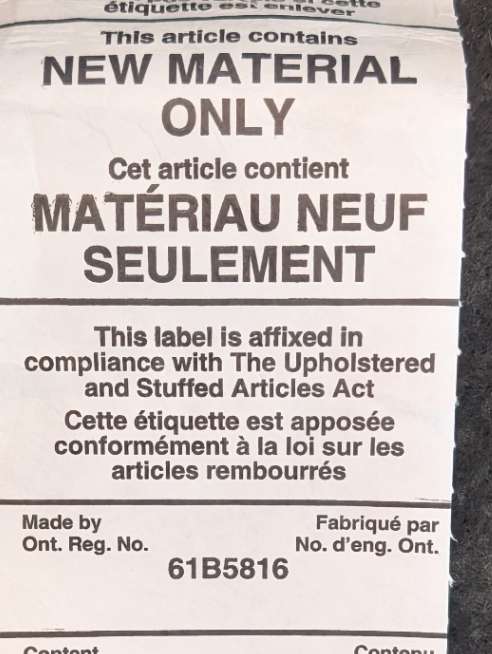 étiquette est enlever
This article contains
NEW MATERIAL
ONLY
Cet article contient
MATÉRIAU NEUF
SEULEMENT
This label is affixed in
compliance with The Upholstered
and Stuffed Articles Act
Cette étiquette est apposée
conformément à la loi sur les
articles rembourrés
Made by Fabriqué par
Ont. Reg. No. No. d'eng. Ont.
61B5816
Content Contenu